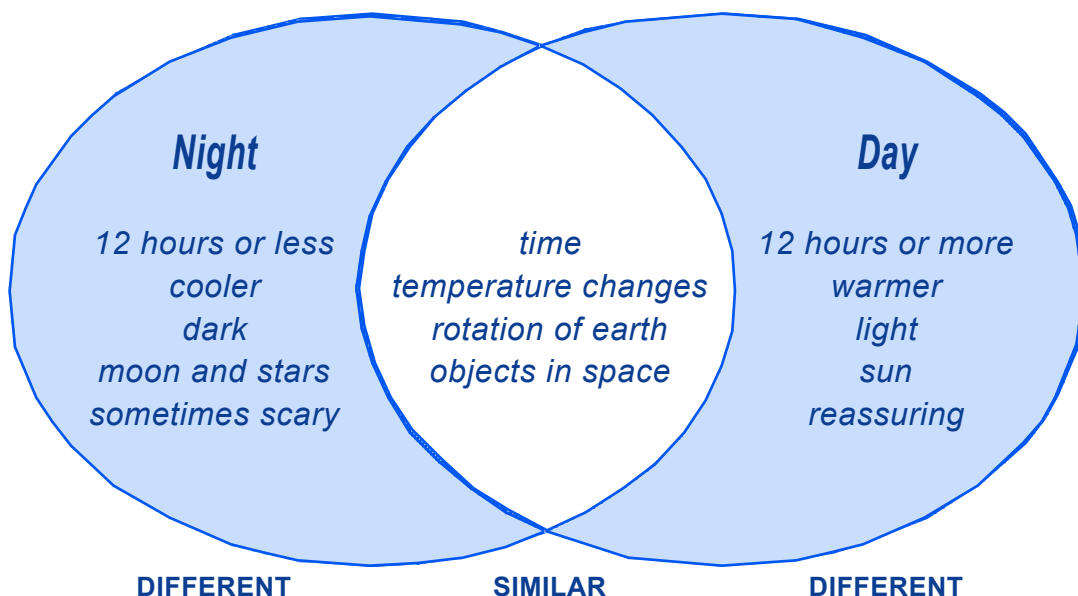 Night
12 hours or less
cooler
dark
moon and stars
sometimes scary
time
temperature changes
rotation of earth
objects in space
Day
12 hours or more
warmer
light
sun
reassuring
DIFFERENT
SIMILAR
DIFFERENT